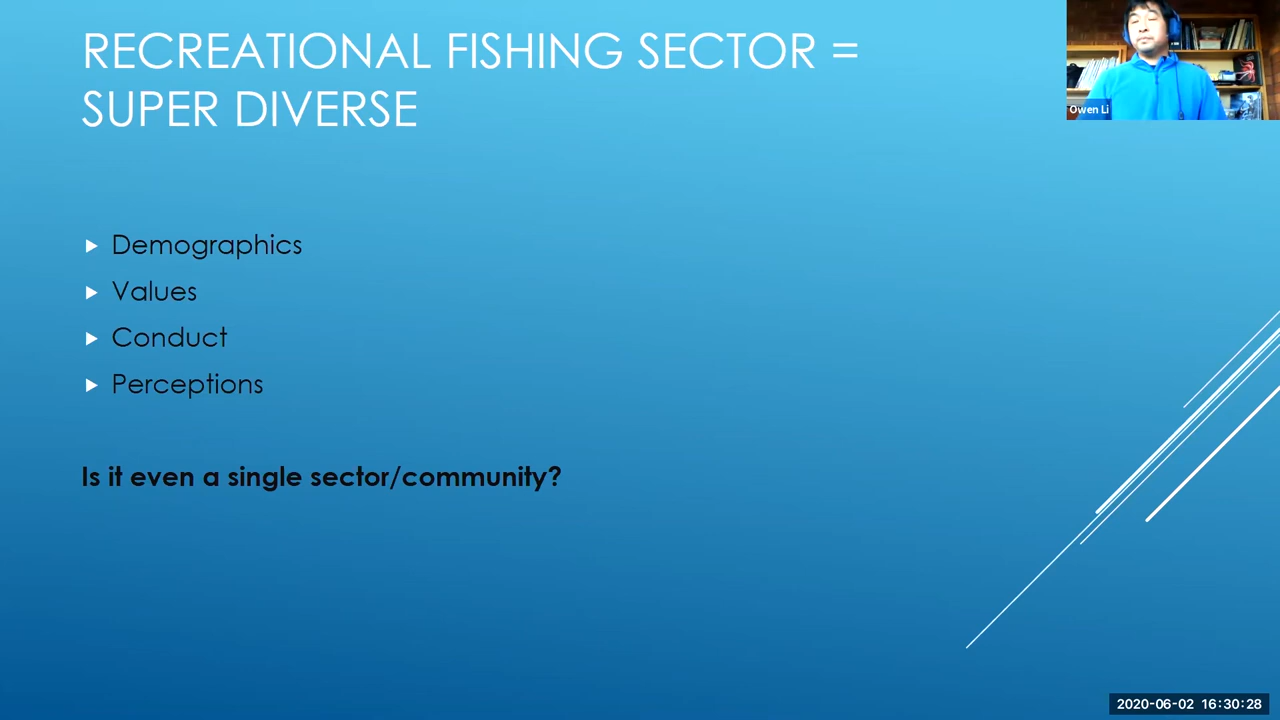 RECREATIONAL FISHING SECTOR =
SUPER DIVERSE
Owen Li
Demographics
Values
Conduct
Perceptions
Is it even a single sector/community?
2020-06-02 16:30:28